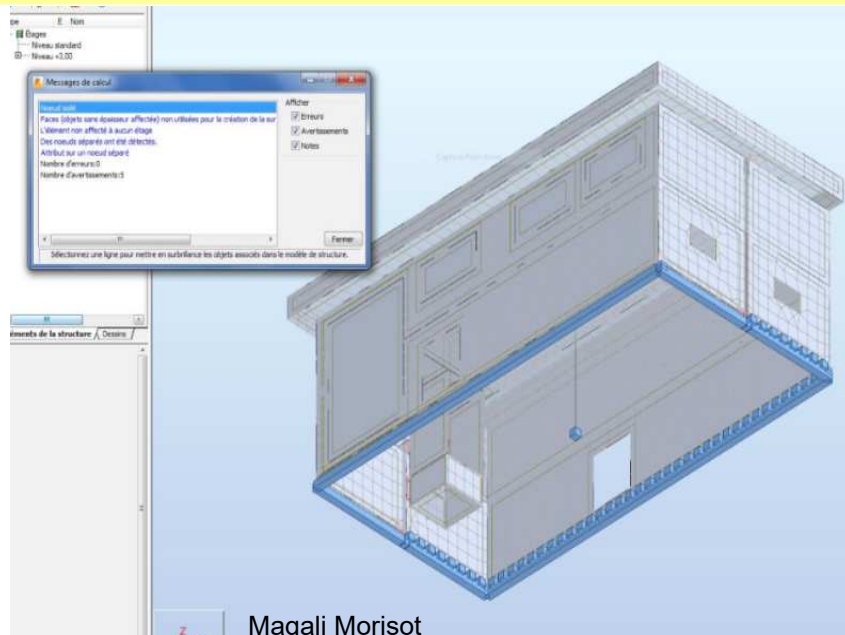 E Nom
Étages
Niveau standard
Niveau +3,00
Messages de calcul
Noeud isolé
Faces (objets sans épaisseur affectée) non utilisées pour la création de la sur
L'élément non affecté à aucun étage
Des noeuds séparés ont été détectés.
Attribut sur un noeud séparé
Nombre d'erreurs:0
Nombre d'avertissements:5
Afficher
Erreurs
Avertissements
Notes
Fermer
Sélectionnez une ligne pour mettre en surbrillance les objets associés dans le modèle de structure.
éments de la structure
Dessins
Z
Magali Morisot